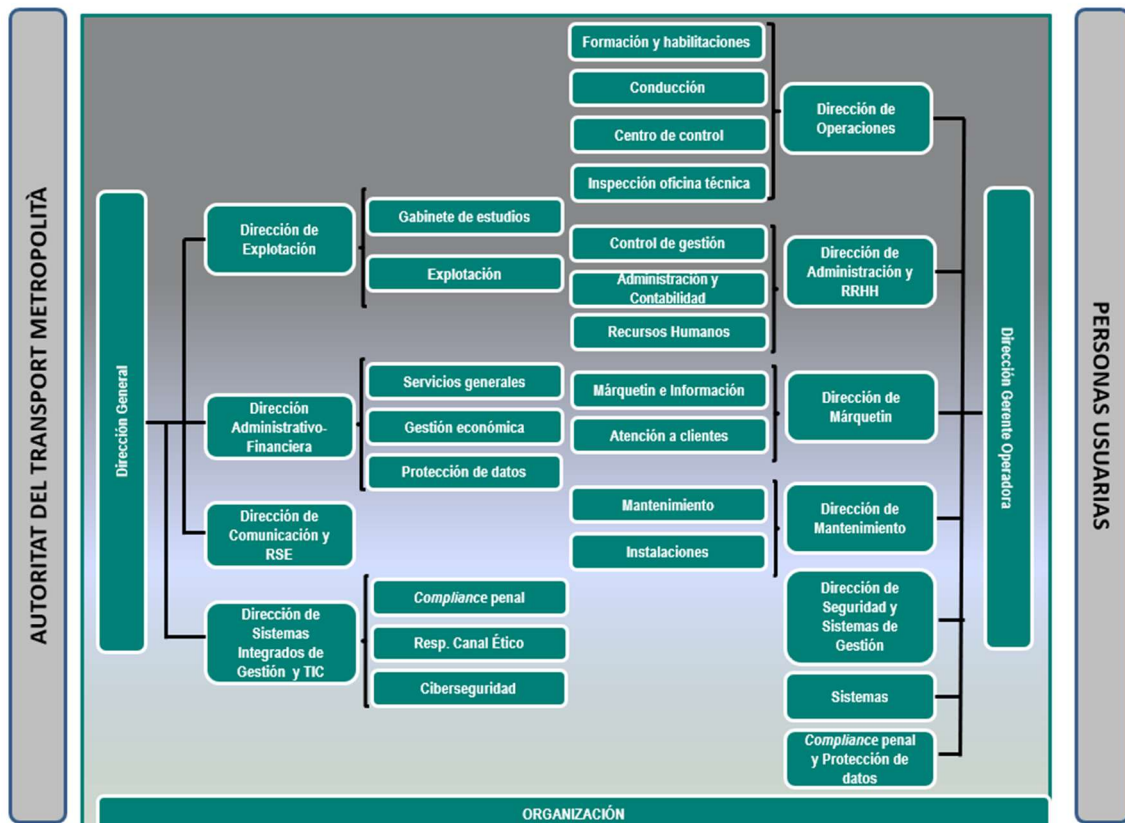 AUTORITAT DEL TRANSPORT METROPOLITÀ
Dirección General
Dirección de
Explotación
Gabinete de estudios
Explotación
Dirección
Administrativo-
Financiera
Servicios generales
Gestión económica
Protección de datos
Dirección de
Comunicación y
RSE
Dirección de
Sistemas
Integrados de
Gestión y TIC
Compliance penal
Resp. Canal Ético
Ciberseguridad
Formación y habilitaciones
Conducción
Centro de control
Inspección oficina técnica
Dirección de
Operaciones
Control de gestión
Administración y
Contabilidad
Recursos Humanos
Dirección de
Administración y
RRHH
Márquetin e Información
Atención a clientes
Dirección de
Márquetin
Mantenimiento
Instalaciones
Dirección de
Mantenimiento
Dirección de
Seguridad y
Sistemas de
Gestión
Sistemas
Compliance penal
y Protección de
datos
Dirección Gerente Operadora
PERSONAS USUARIAS
ORGANIZACIÓN